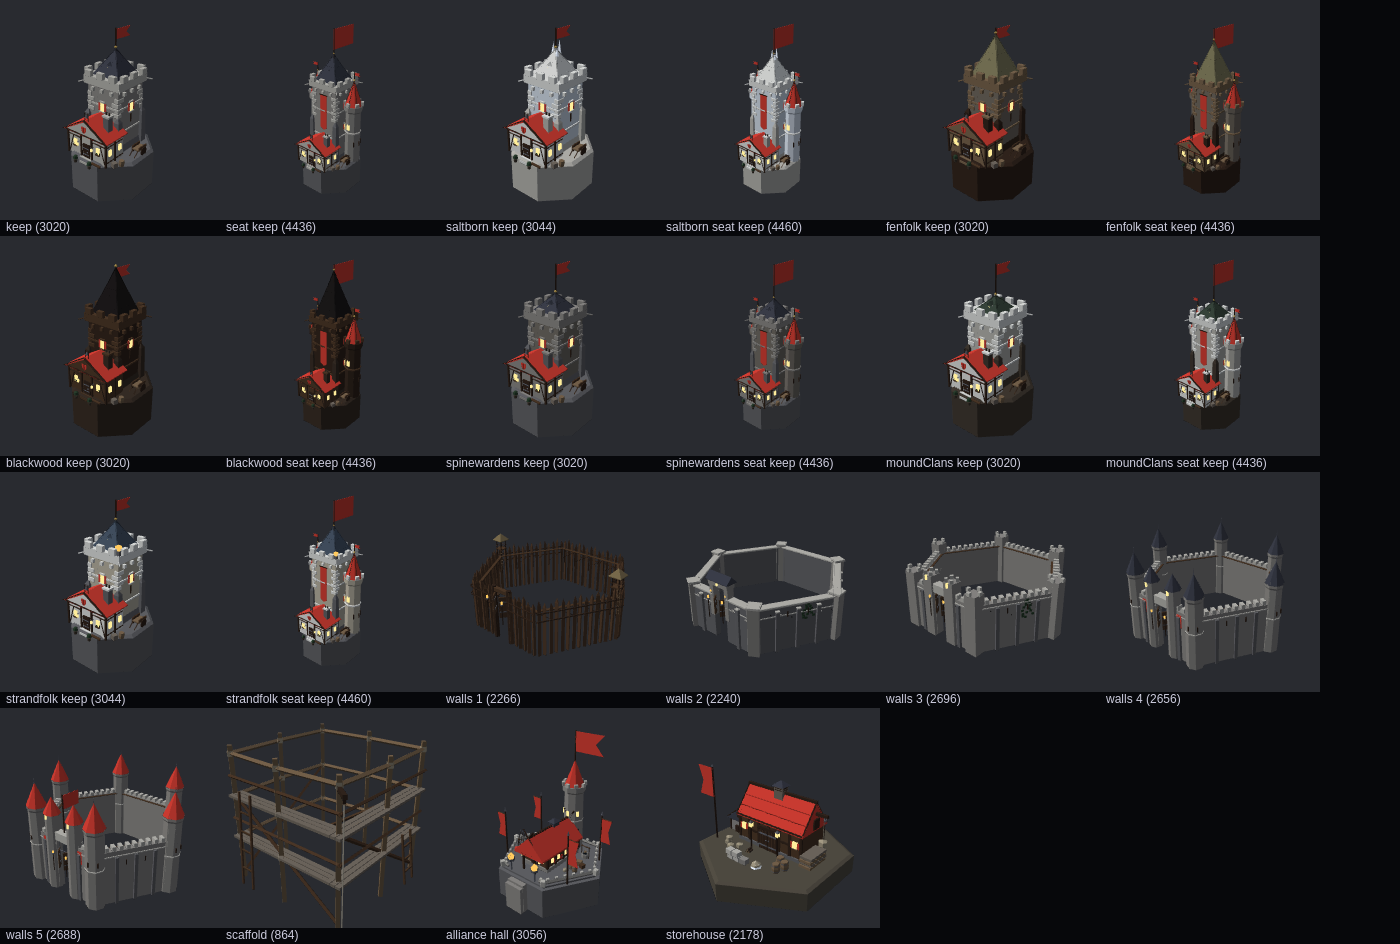 keep (3020)
seat keep (4436)
saltborn keep (3044)
saltborn seat keep (4460)
fenfolk keep (3020)
fenfolk seat keep (4436)
blackwood keep (3020)
blackwood seat keep (4436)
spinewardens keep (3020)
spinewardens seat keep (4436)
moundClans keep (3020)
moundClans seat keep (4436)
strandfolk keep (3044)
strandfolk seat keep (4460)
walls 1 (2266)
walls 2 (2240)
walls 3 (2696)
walls 4 (2656)
walls 5 (2688)
scaffold (864)
alliance hall (3056)
storehouse (2178)